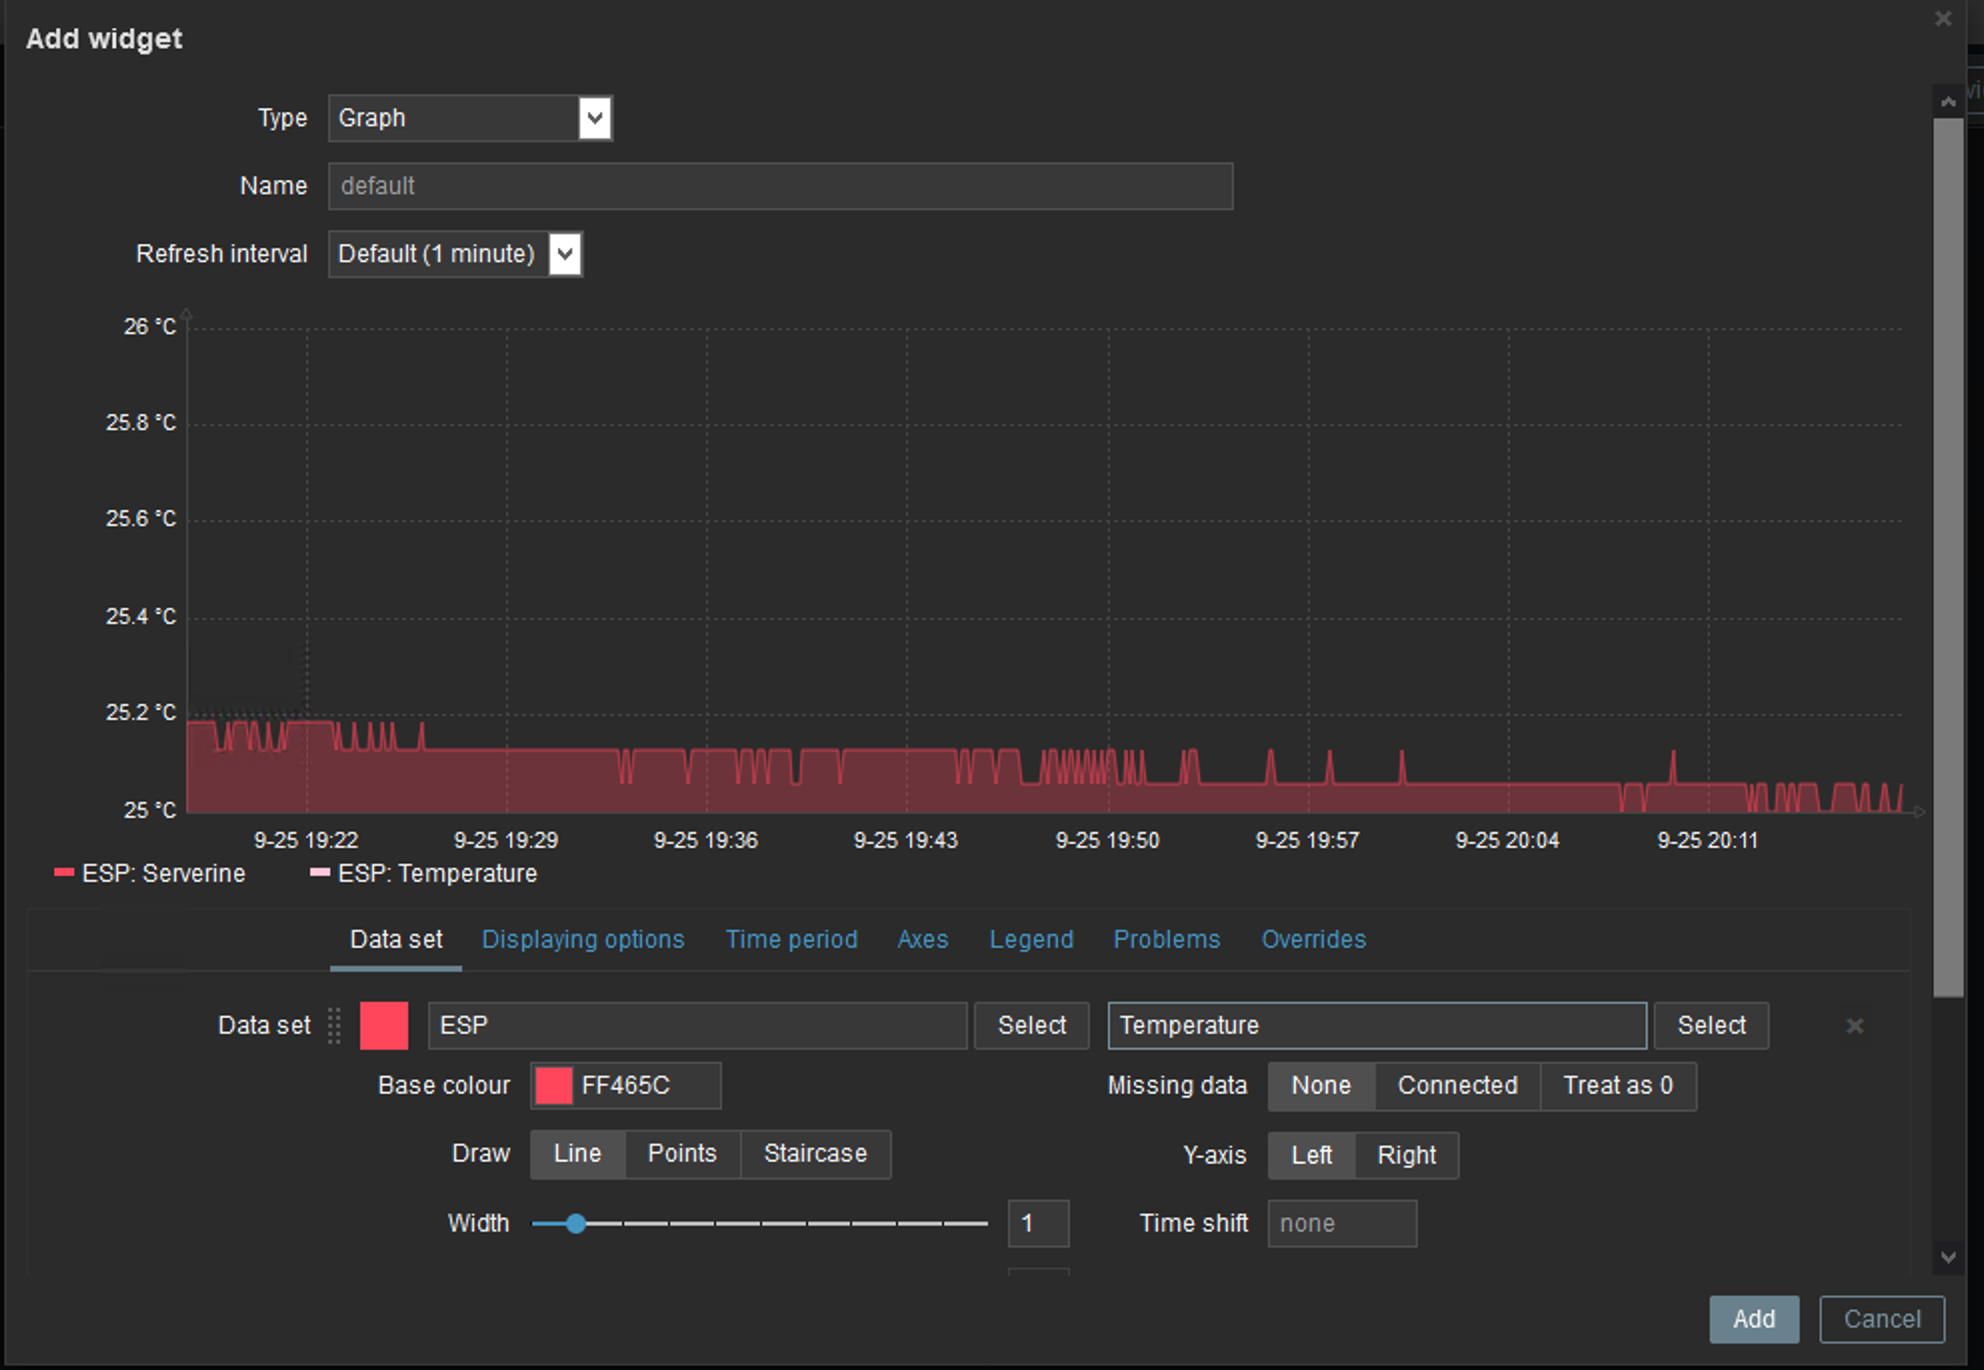 Add widget
Type Graph
Name default
Refresh interval Default (1 minute)
26 °C
25.8 °C
25.6 °C
25.4 °C
25.2 °C
25 °C
9-25 19:22 9-25 19:29 9-25 19:36 9-25 19:43 9-25 19:50 9-25 19:57 9-25 20:04 9-25 20:11
ESP: Serverine ESP: Temperature
Data set Displaying options Time period Axes Legend Problems Overrides
Data set ESP Select Temperature Select
Base colour FF465C Missing data None Connected Treat as 0
Draw Line Points Staircase Y-axis Left Right
Width 1 Time shift none
Add Cancel